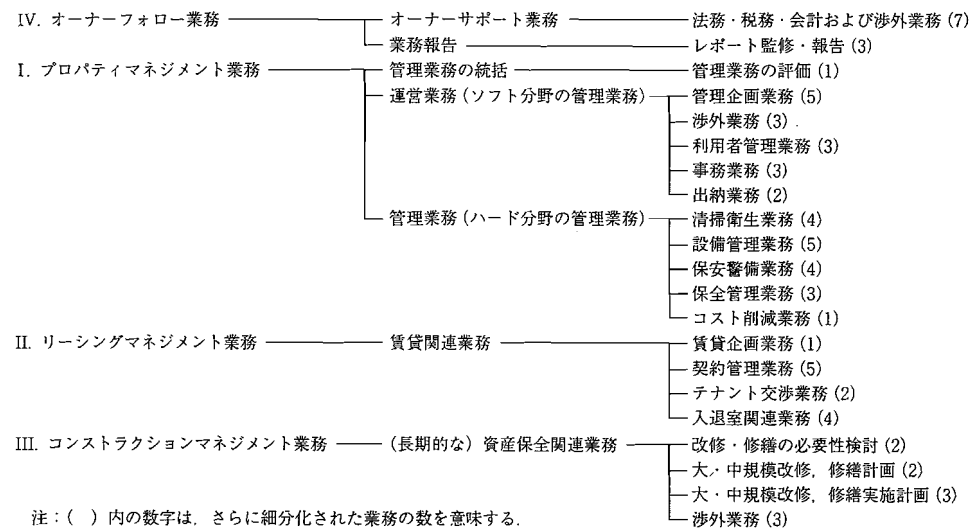 IV. オーナーフォロー業務 オーナーサポート業務 法務・税務・会計および渉外業務 (7)
業務報告 レポート監修・報告 (3)
I. プロパティマネジメント業務 管理業務の統括 管理業務の評価 (1)
運営業務 (ソフト分野の管理業務) 管理企画業務 (5)
渉外業務 (3)
利用者管理業務 (3)
事務業務 (3)
出納業務 (2)
管理業務 (ハード分野の管理業務) 清掃衛生業務 (4)
設備管理業務 (5)
保安警備業務 (4)
保全管理業務 (3)
コスト削減業務 (1)
II. リーシングマネジメント業務 賃貸関連業務 賃貸企画業務 (1)
契約管理業務 (5)
テナント交渉業務 (2)
入退室関連業務 (4)
III. コンストラクションマネジメント業務 (長期的な) 資産保全関連業務 改修・修繕の必要性検討 (2)
大・中規模改修，修繕計画 (2)
大・中規模改修，修繕実施計画 (3)
渉外業務 (3)
注：( ) 内の数字は，さらに細分化された業務の数を意味する．